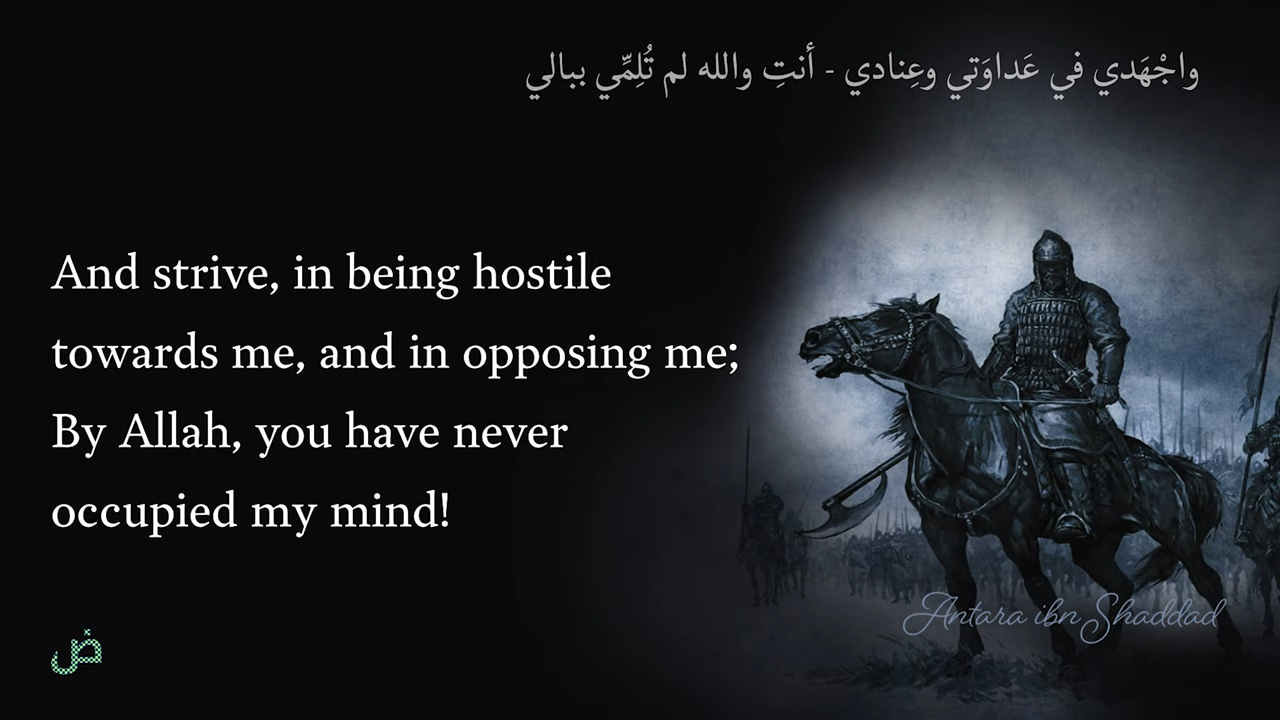 واجْهَدي في عَداوَتي وعِنادي - أنتِ والله لم تُلِمِّي ببالي
And strive, in being hostile
towards me, and in opposing me;
By Allah, you have never
occupied my mind!
Antara ibn Shaddad
ض